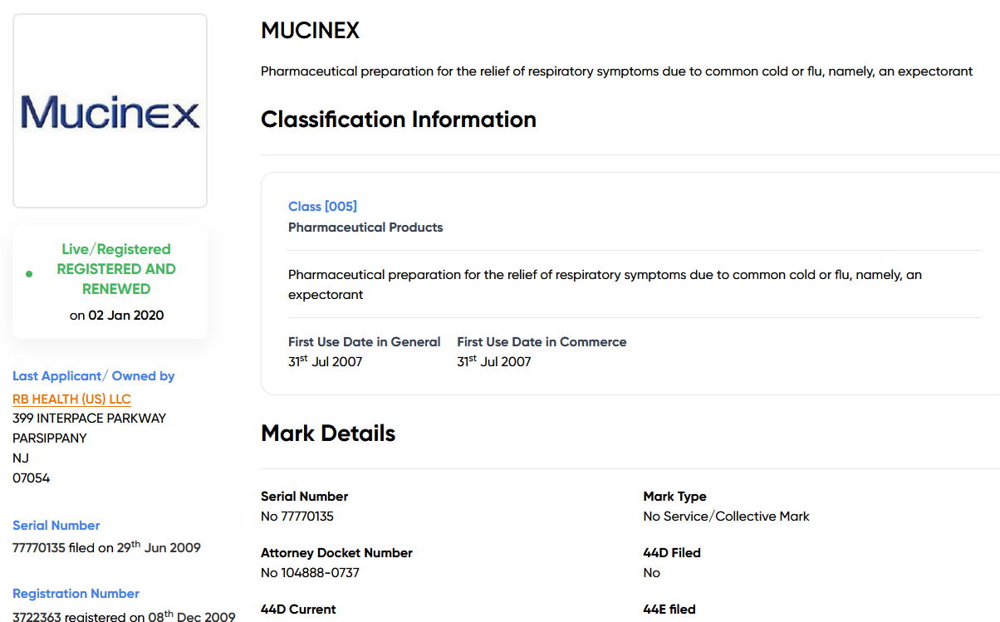 Mucinex
Live/Registered
REGISTERED AND
RENEWED
on 02 Jan 2020
Last Applicant/ Owned by
RB HEALTH (US) LLC
399 INTERPACE PARKWAY
PARSIPPANY
NJ
07054
Serial Number
77770135 filed on 29th Jun 2009
Registration Number
3722363 registered on 08th Dec 2009
MUCINEX
Pharmaceutical preparation for the relief of respiratory symptoms due to common cold or flu, namely, an expectorant
Classification Information
Class [005]
Pharmaceutical Products
Pharmaceutical preparation for the relief of respiratory symptoms due to common cold or flu, namely, an
expectorant
First Use Date in General First Use Date in Commerce
31st Jul 2007 31st Jul 2007
Mark Details
Serial Number Mark Type
No 77770135 No Service/Collective Mark
Attorney Docket Number 44D Filed
No 104888-0737 No
44D Current 44E filed